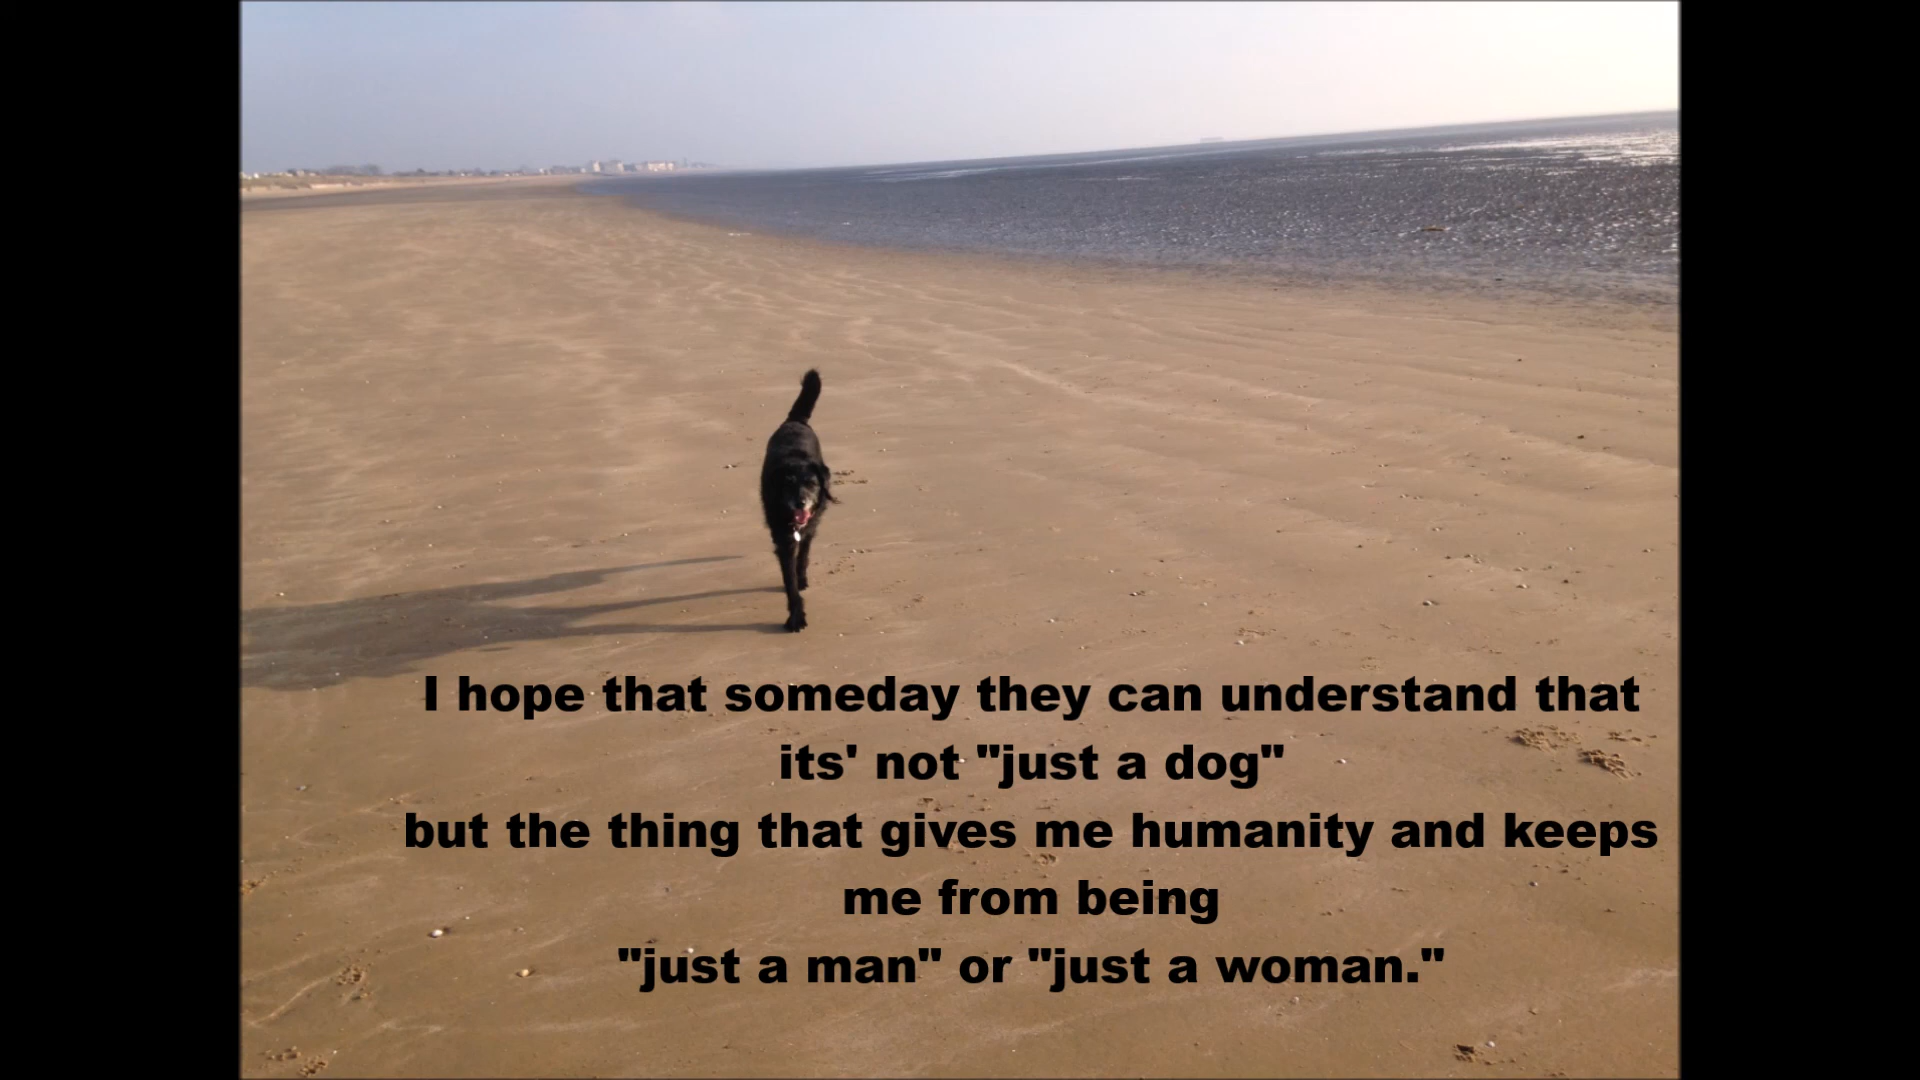 I hope that someday they can understand that
its' not "just a dog"
but the thing that gives me humanity and keeps
me from being
"just a man" or "just a woman."